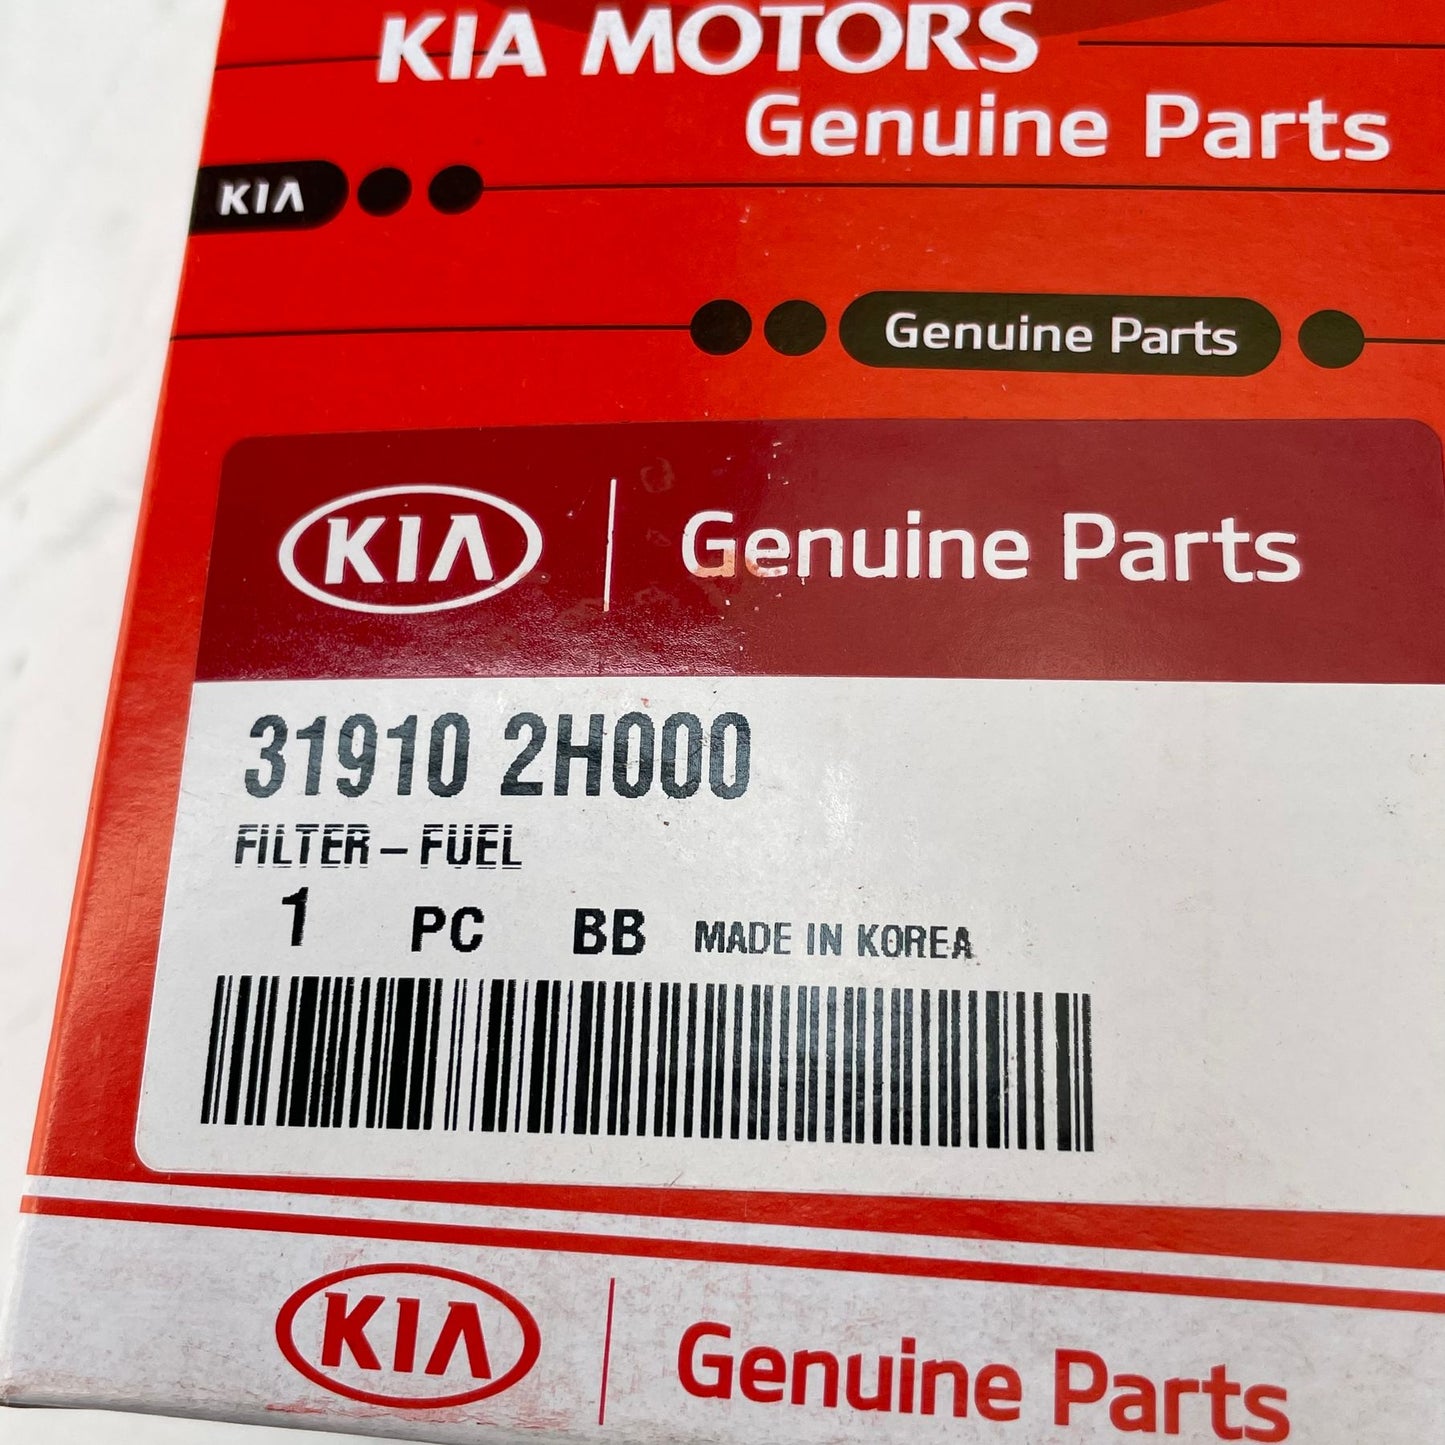 KIA MOTORS
Genuine Parts
KIA
Genuine Parts
KIA Genuine Parts
31910 2H000
FILTER - FUEL
1 PC BB MADE IN KOREA
KIA Genuine Parts